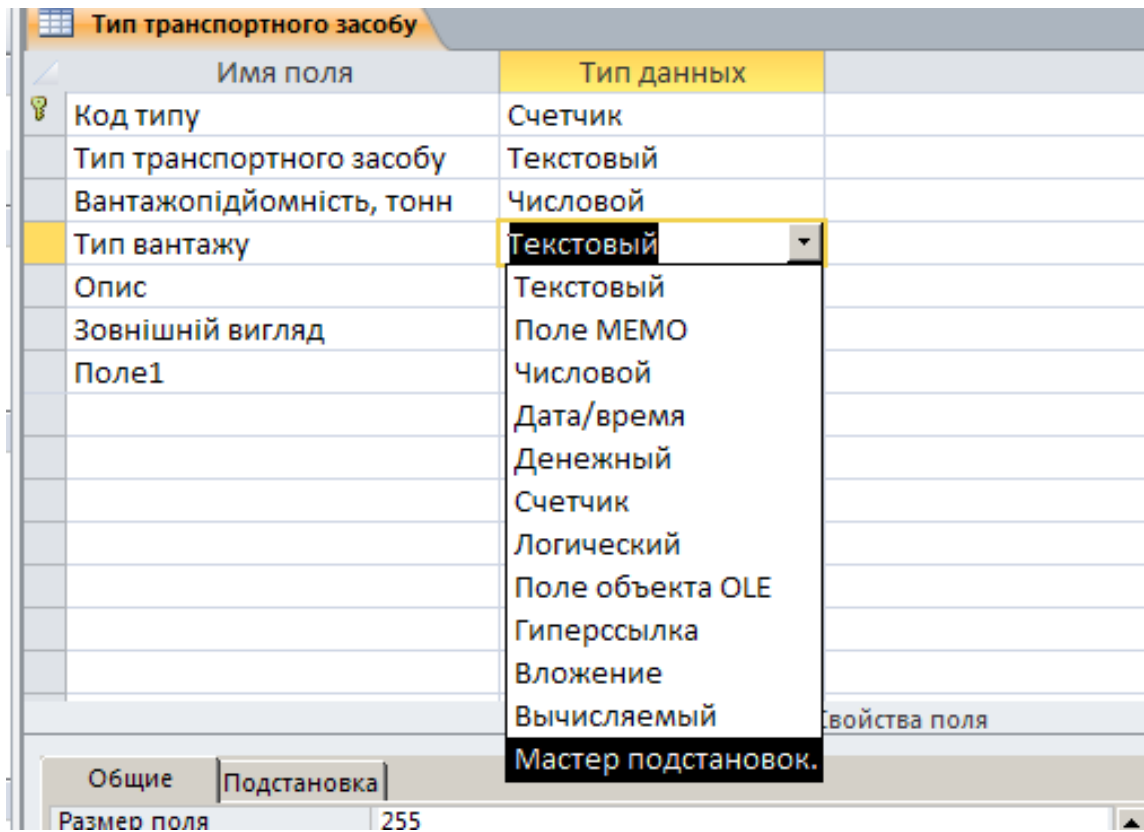 Тип транспортного засобу
Имя поля Тип данных
Код типу Счетчик
Тип транспортного засобу Текстовый
Вантажопідйомність, тонн Числовой
Тип вантажу Текстовый
Опис Текстовый
Зовнішній вигляд Поле МЕМО
Поле1 Числовой
Дата/время
Денежный
Счетчик
Логический
Поле объекта OLE
Гиперссылка
Вложение
Вычисляемый
войства поля
Мастер подстановок.
Общие Подстановка
Размер поля 255